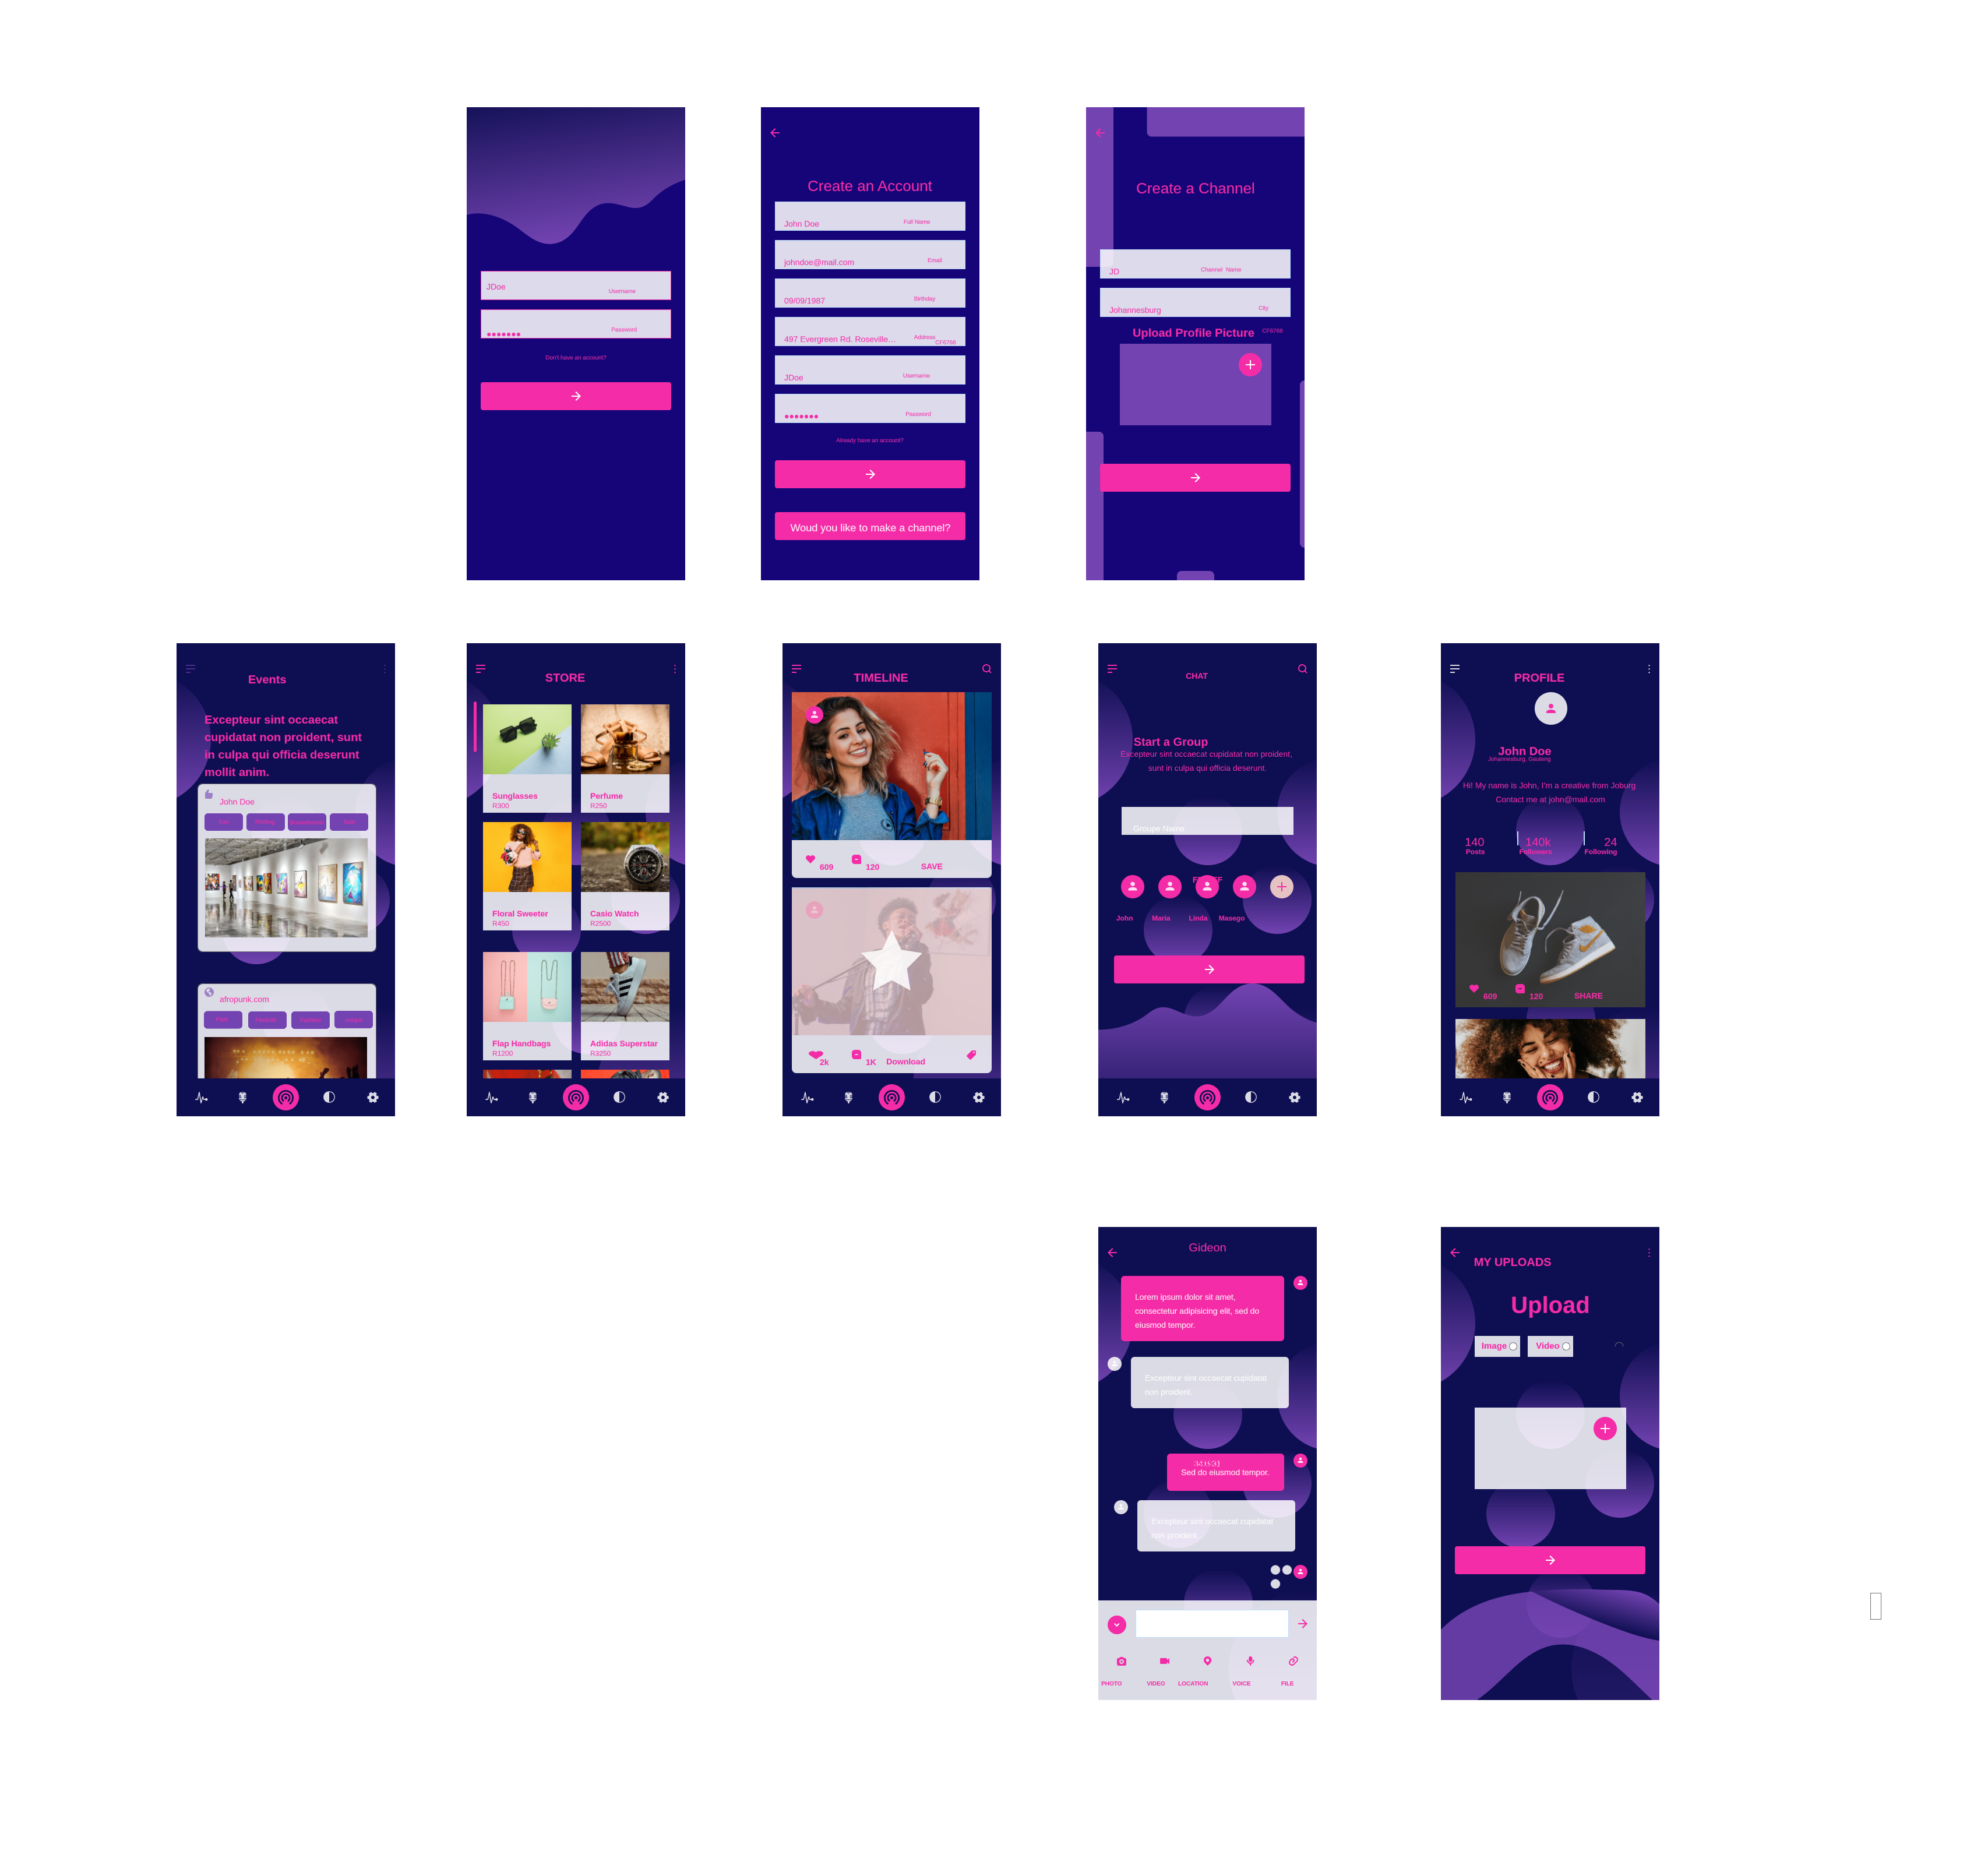 JDoe
Username
Password
Don't have an account?
Create an Account
John Doe
Full Name
johndoe@mail.com
Email
09/09/1987
Birthday
497 Evergreen Rd. Roseville…
Address
CF6766
JDoe
Username
Password
Already have an account?
Woud you like to make a channel?
Create a Channel
JD
Channel Name
Johannesburg
City
Upload Profile Picture
CF6766
Events
Excepteur sint occaecat
cupidatat non proident, sunt
in culpa qui officia deserunt
mollit anim.
John Doe
afropunk.com
STORE
Sunglasses
R300
Perfume
R250
Floral Sweeter
R450
Casio Watch
R2500
Flap Handbags
R1200
Adidas Superstar
R3250
TIMELINE
609
120
SAVE
2k
1K
Download
CHAT
Start a Group
Excepteur sint occaecat cupidatat non proident,
sunt in culpa qui officia deserunt.
Groupe Name
John
Maria
Linda
Masego
PROFILE
John Doe
Johannesburg, Gauteng
Hi! My name is John, I'm a creative from Joburg
Contact me at john@mail.com
140
Posts
140k
Followers
24
Following
609
120
SHARE
Gideon
Lorem ipsum dolor sit amet,
consectetur adipisicing elit, sed do
eiusmod tempor.
Excepteur sint occaecat cupidatat
non proident.
Sed do eiusmod tempor.
Excepteur sint occaecat cupidatat
non proident.
PHOTO
VIDEO
LOCATION
VOICE
FILE
MY UPLOADS
Upload
Image
Video